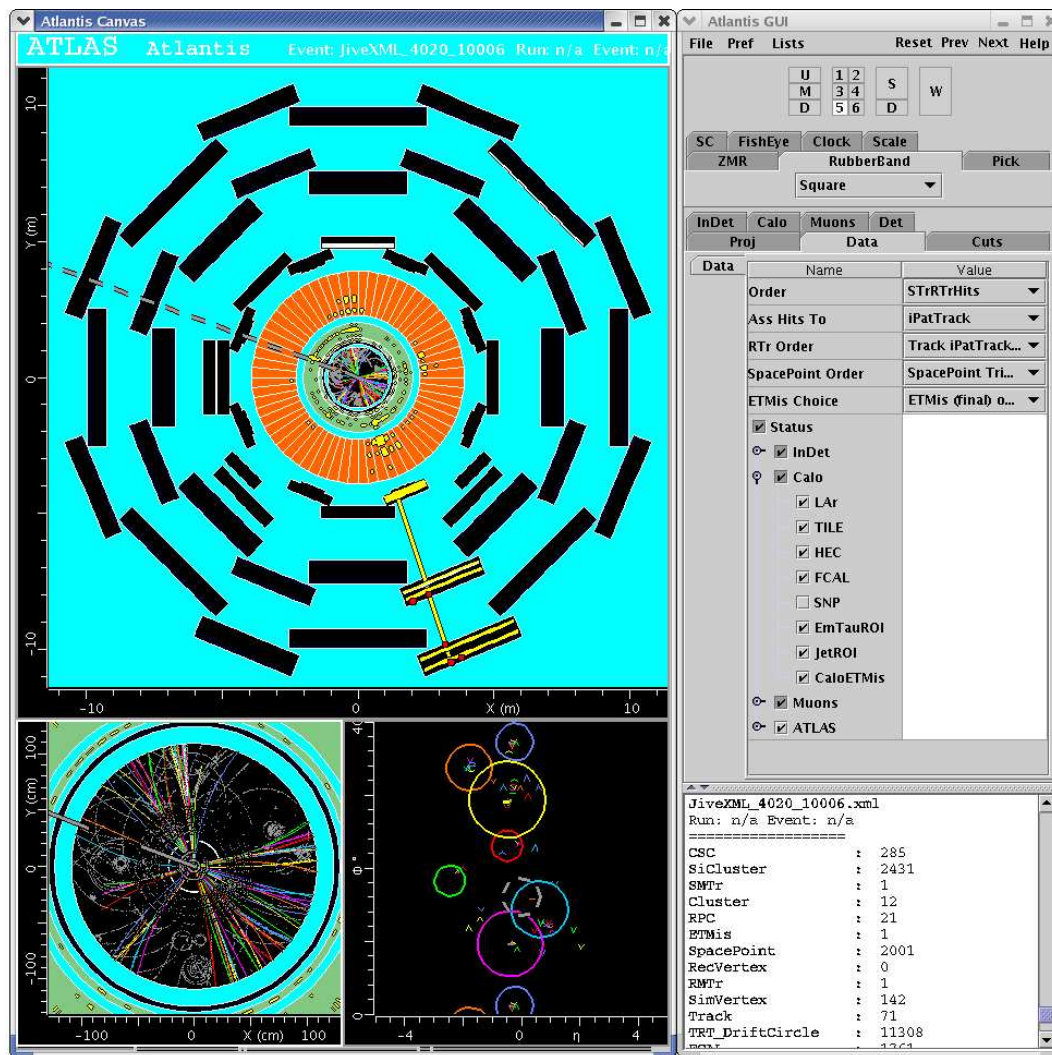 Atlantis Canvas
ATLAS Atlantis Event: JiveXML_4020_10006 Run: n/a Event: n/a
10
Y (m)
0
-10
-10 0 X (m) 10
100
Y (cm)
0
-100
-100 0 X (cm) 100
0
-4 0 η 4
Atlantis GUI
File Pref Lists Reset Prev Next Help
U 1 2
M 3 4 S W
D 5 6 D
SC FishEye Clock Scale
ZMR RubberBand Pick
Square
InDet Calo Muons Det
Proj Data Cuts
Data Name Value
Order STrRTrHits
Ass Hits To iPatTrack
RTr Order Track iPatTrack...
SpacePoint Order SpacePoint Tri...
ETMis Choice ETMis (final) o...
Status
InDet
Calo
LAr
TILE
HEC
FCAL
SNP
EmTauROI
JetROI
CaloETMis
Muons
ATLAS
JiveXML_4020_10006.xml
Run: n/a Event: n/a
==================
CSC : 285
SiCluster : 2431
SMTr : 1
Cluster : 12
RPC : 21
ETMis : 1
SpacePoint : 2001
RecVertex : 0
RMTr : 1
SimVertex : 142
Track : 71
TRT_DriftCircle : 11308